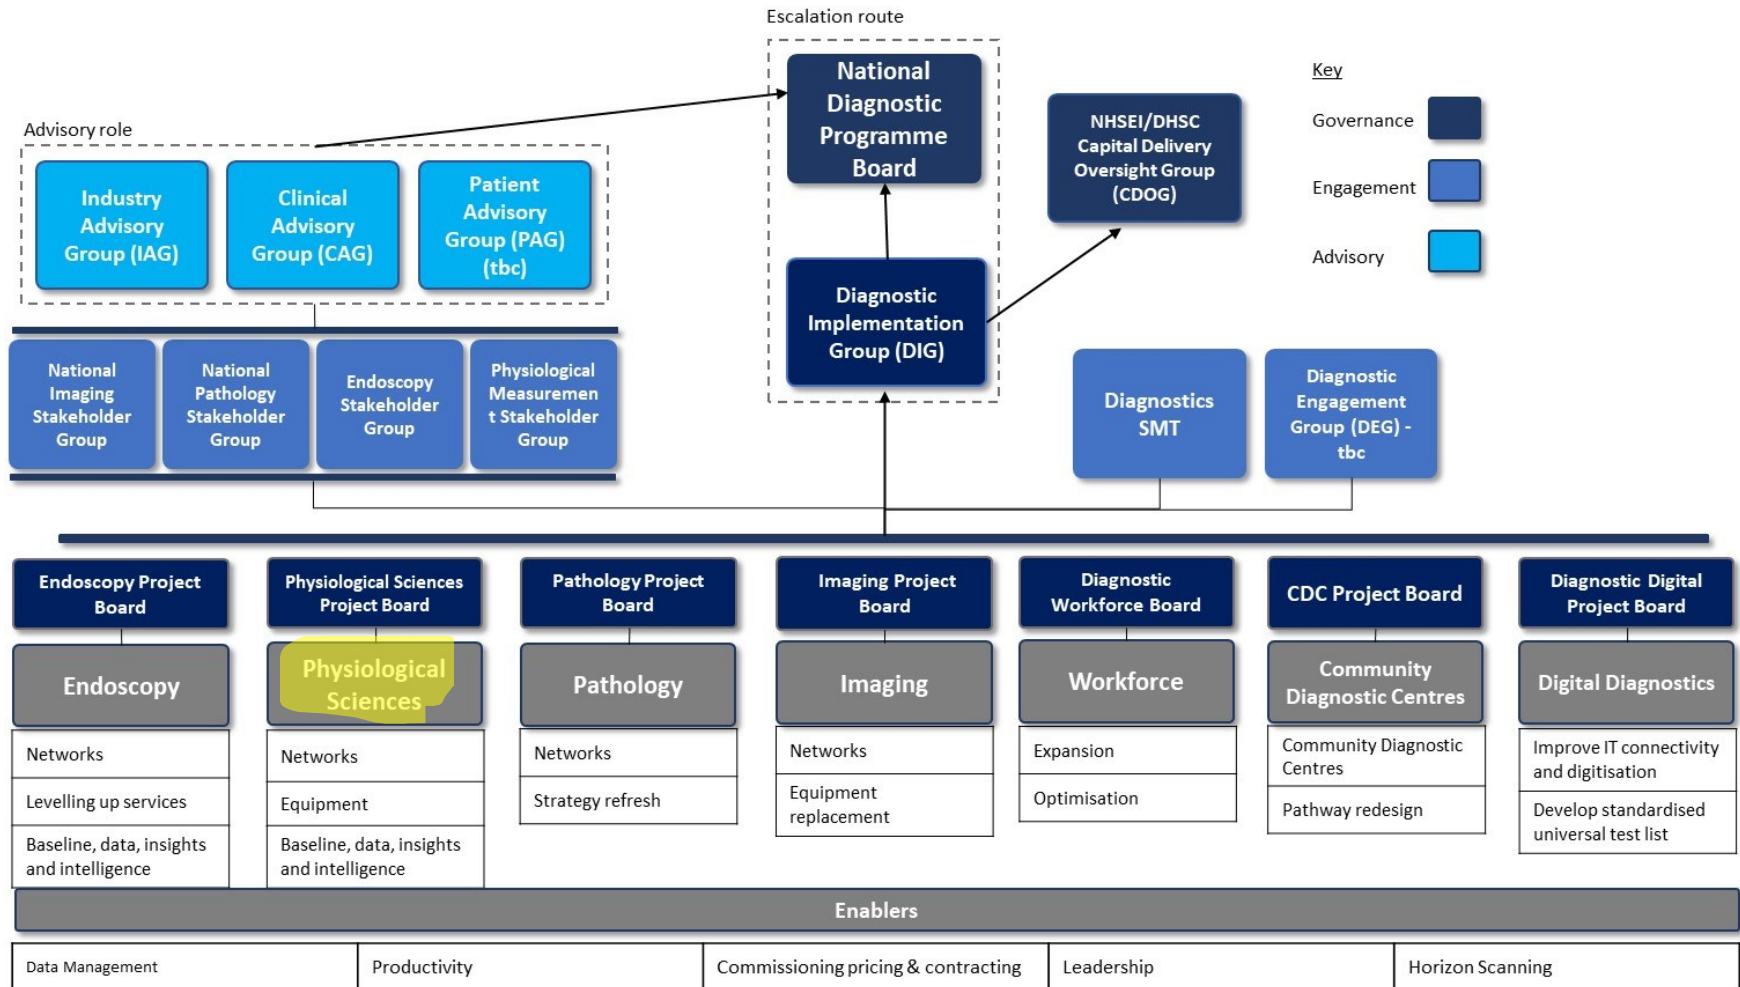 Escalation route
National
Diagnostic
Programme
Board
Key
Governance
Engagement
Advisory
NHSEI/DHSC
Capital Delivery
Oversight Group
(CDOG)
Advisory role
Industry
Advisory
Group (IAG)
Clinical
Advisory
Group (CAG)
Patient
Advisory
Group (PAG)
(tbc)
Diagnostic
Implementation
Group (DIG)
National
Imaging
Stakeholder
Group
National
Pathology
Stakeholder
Group
Endoscopy
Stakeholder
Group
Physiological
Measuremen
t Stakeholder
Group
Diagnostics
SMT
Diagnostic
Engagement
Group (DEG) -
tbc
Endoscopy Project
Board
Physiological Sciences
Project Board
Pathology Project
Board
Imaging Project
Board
Diagnostic
Workforce Board
CDC Project Board
Diagnostic Digital
Project Board
Endoscopy
Physiological
Sciences
Pathology
Imaging
Workforce
Community
Diagnostic Centres
Digital Diagnostics
Networks
Levelling up services
Baseline, data, insights
and intelligence
Networks
Equipment
Baseline, data, insights
and intelligence
Networks
Strategy refresh
Networks
Equipment
replacement
Expansion
Optimisation
Community Diagnostic
Centres
Pathway redesign
Improve IT connectivity
and digitisation
Develop standardised
universal test list
Enablers
Data Management
Productivity
Commissioning pricing & contracting
Leadership
Horizon Scanning